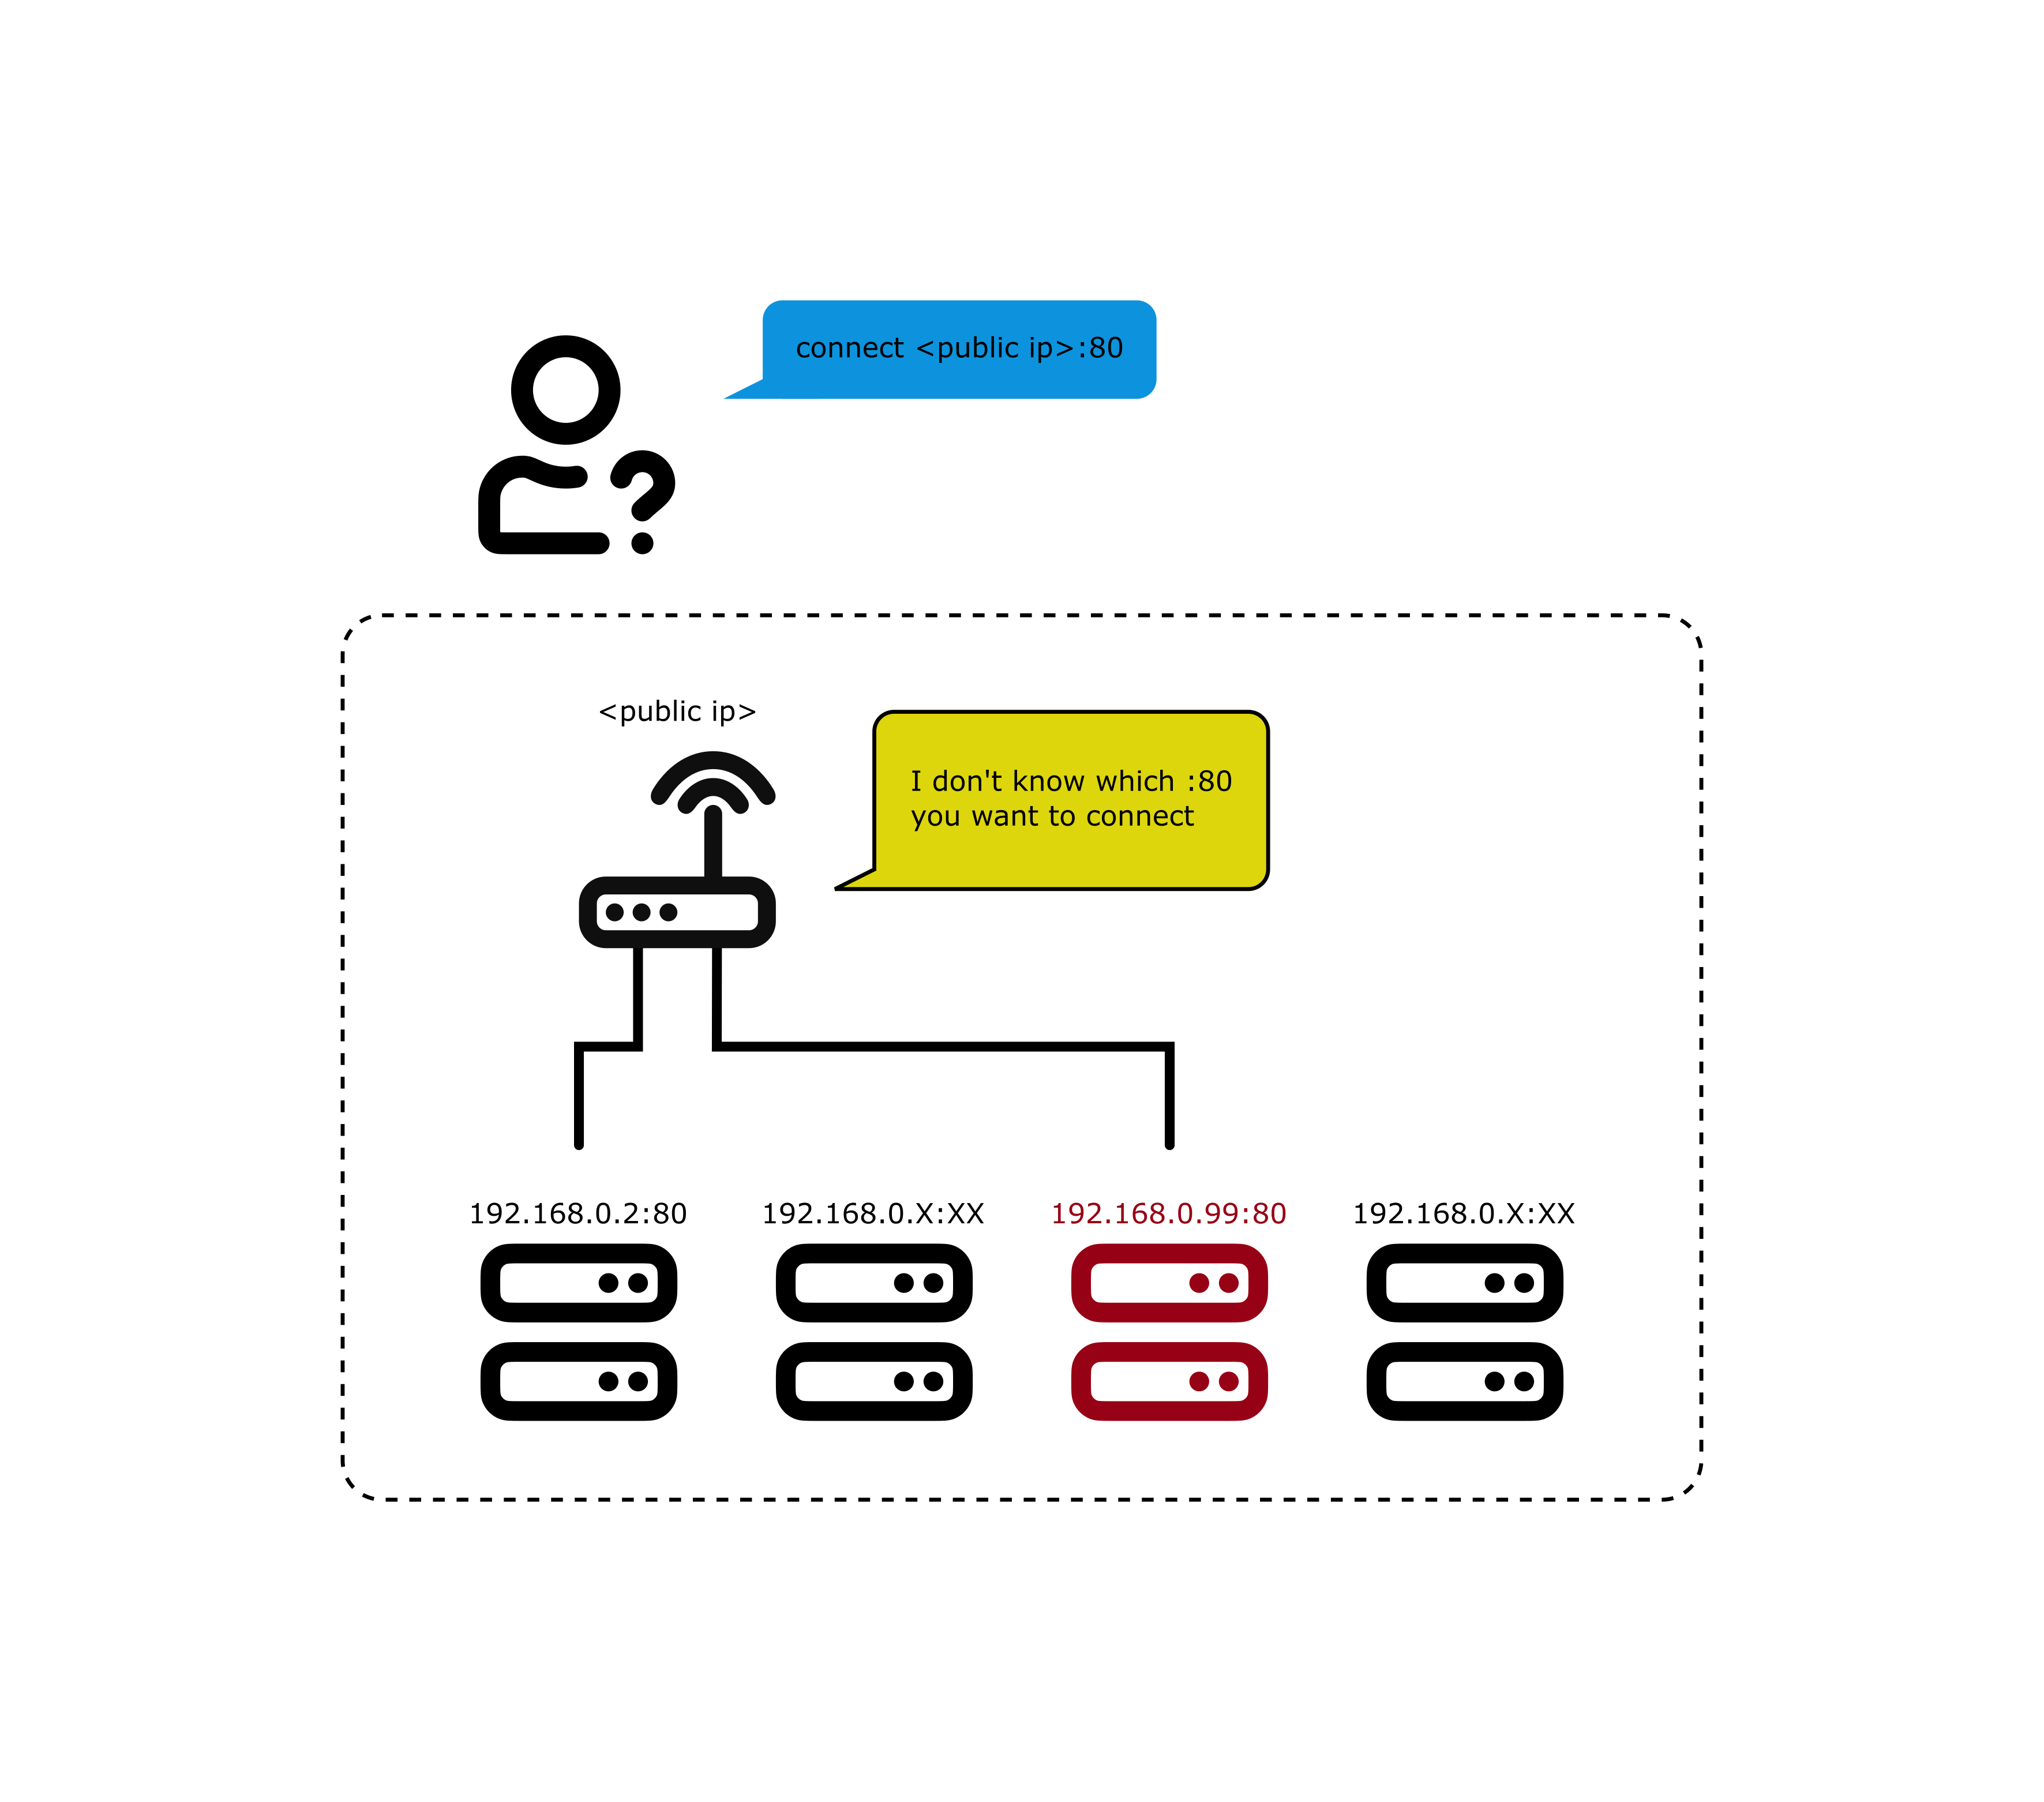 connect <public ip>:80
<public ip>
I don't know which :80
you want to connect
192.168.0.2:80
192.168.0.X:XX
192.168.0.99:80
192.168.0.X:XX